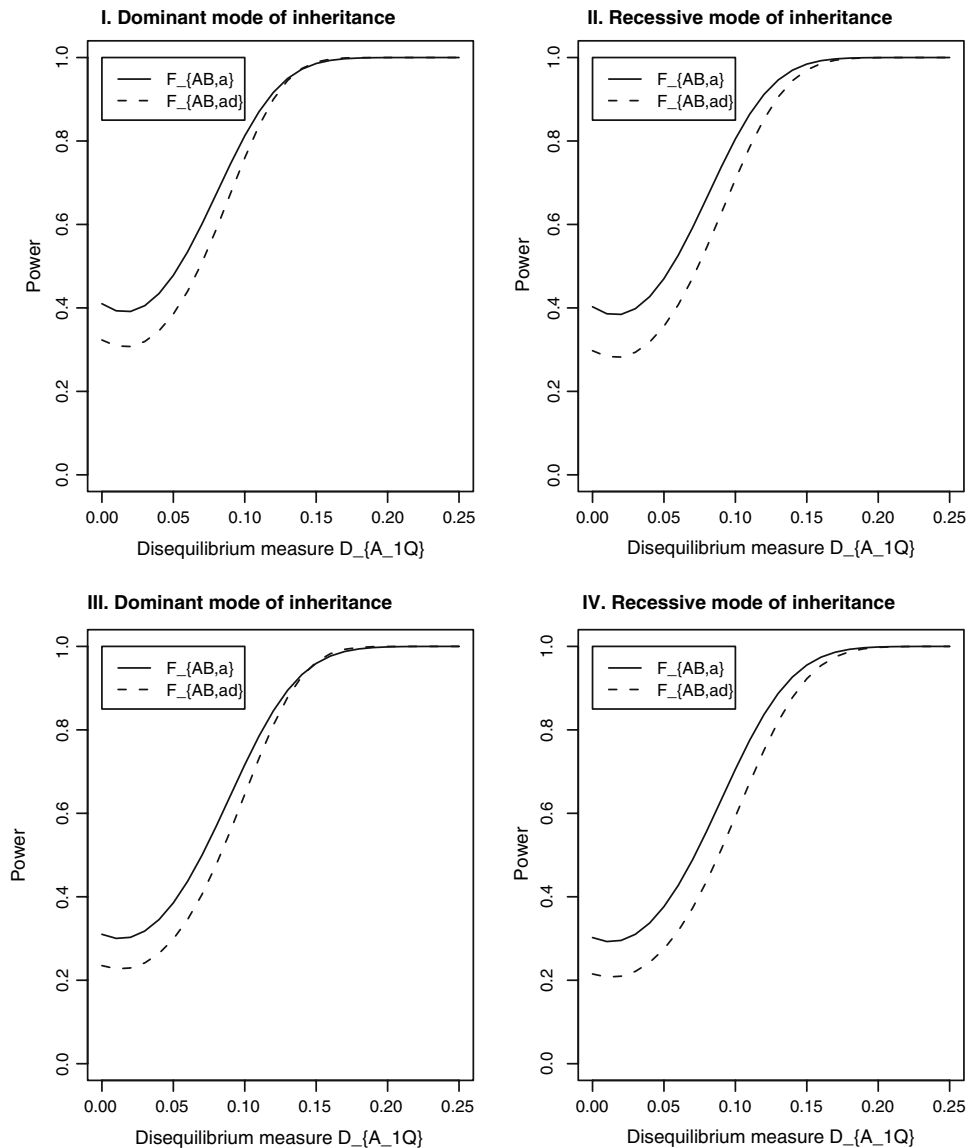 I. Dominant mode of inheritance
F_{AB,a}
F_{AB,ad}
Power
0.0 0.2 0.4 0.6 0.8 1.0
0.00 0.05 0.10 0.15 0.20 0.25
Disequilibrium measure D_{A_1Q}
II. Recessive mode of inheritance
F_{AB,a}
F_{AB,ad}
Power
0.0 0.2 0.4 0.6 0.8 1.0
0.00 0.05 0.10 0.15 0.20 0.25
Disequilibrium measure D_{A_1Q}
III. Dominant mode of inheritance
F_{AB,a}
F_{AB,ad}
Power
0.0 0.2 0.4 0.6 0.8 1.0
0.00 0.05 0.10 0.15 0.20 0.25
Disequilibrium measure D_{A_1Q}
IV. Recessive mode of inheritance
F_{AB,a}
F_{AB,ad}
Power
0.0 0.2 0.4 0.6 0.8 1.0
0.00 0.05 0.10 0.15 0.20 0.25
Disequilibrium measure D_{A_1Q}